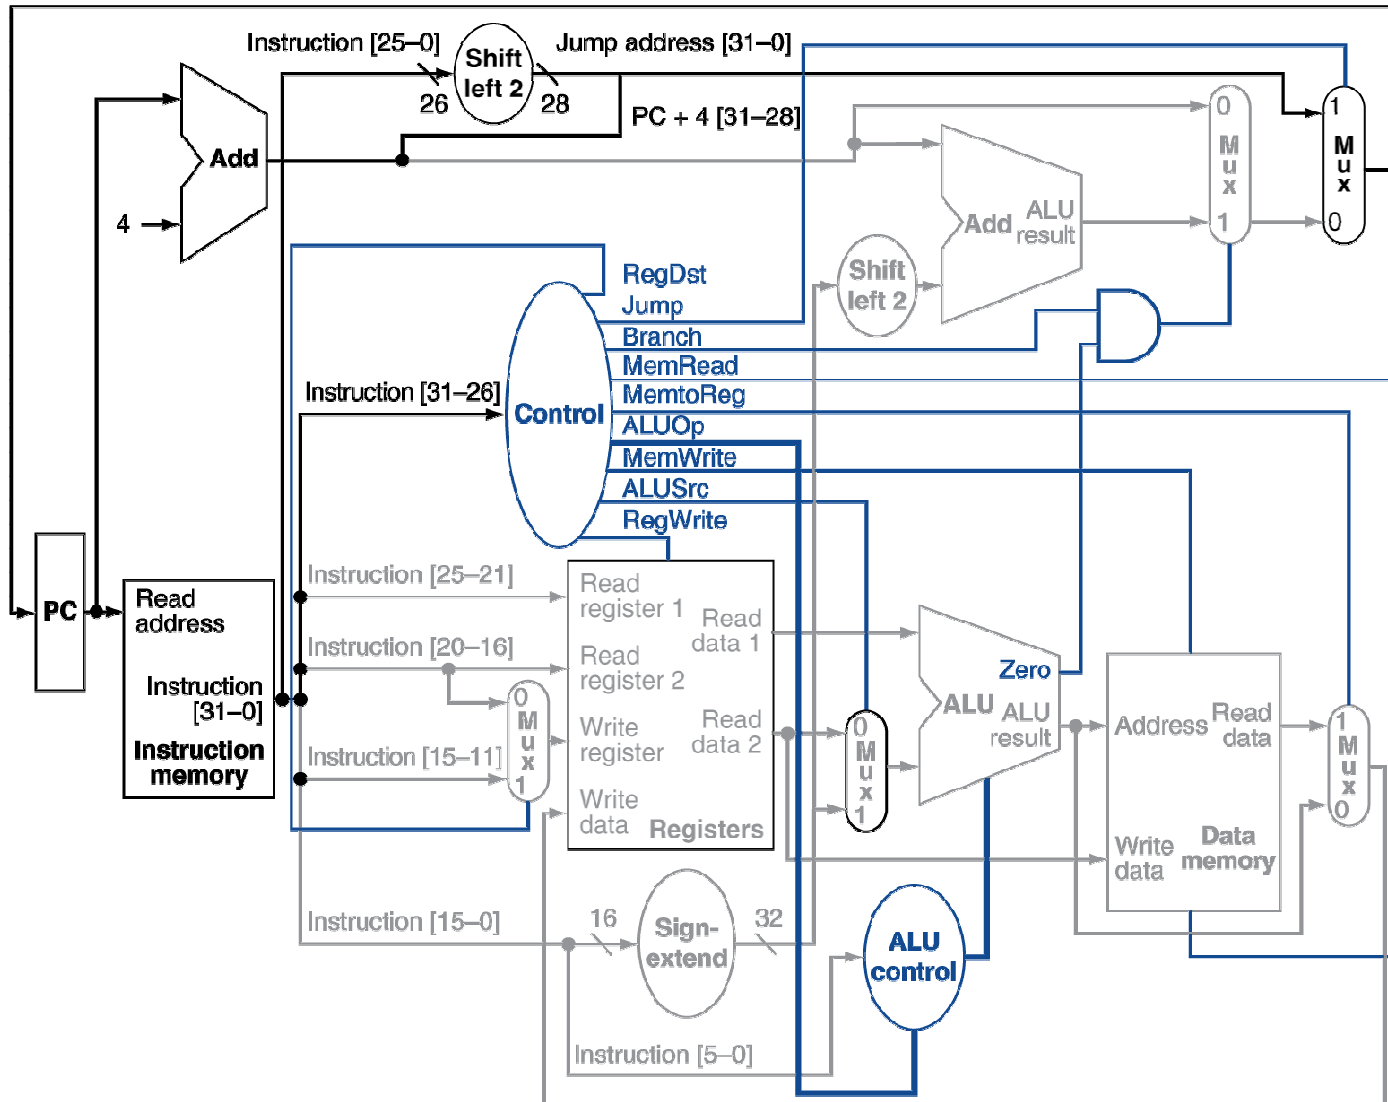 Instruction [25–0]
Shift
left 2
Jump address [31–0]
26
28
PC + 4 [31–28]
Add
4
0
M
u
x
1
1
M
u
x
0
Add
ALU
result
Shift
left 2
RegDst
Jump
Branch
MemRead
MemtoReg
ALUOp
MemWrite
ALUSrc
RegWrite
Instruction [31–26]
Control
PC
Read
address
Instruction
[31–0]
Instruction
memory
Instruction [25–21]
Instruction [20–16]
Instruction [15–11]
0
M
u
x
1
Read
register 1
Read
register 2
Write
register
Write
data
Read
data 1
Read
data 2
Registers
0
M
u
x
1
Zero
ALU
ALU
result
Address
Read
data
Write
data
Data
memory
1
M
u
x
0
Instruction [15–0]
16
Sign-
extend
32
ALU
control
Instruction [5–0]